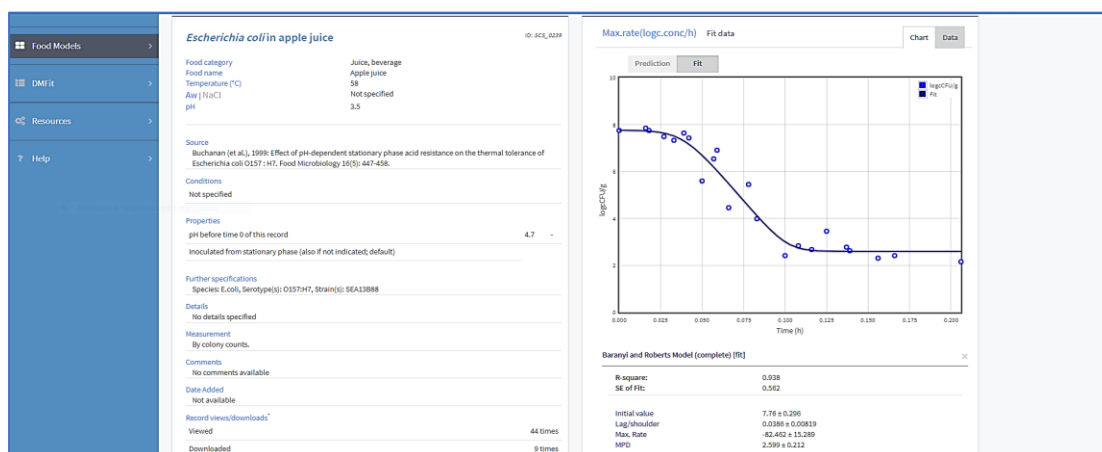 Food Models
DMFit
Resources
? Help
Escherichia coli in apple juice
ID: SCS_0239
Food category Juice, beverage
Food name Apple juice
Temperature (°C) 58
Aw | NaCl Not specified
pH 3.5
Source
Buchanan (et al.), 1999: Effect of pH-dependent stationary phase acid resistance on the thermal tolerance of
Escherichia coli O157 : H7. Food Microbiology 16(5): 447-458.
Conditions
Not specified
Properties
pH before time 0 of this record 4.7 -
Inoculated from stationary phase (also if not indicated; default)
Further specifications
Species: E.coli, Serotype(s): O157:H7, Strain(s): SEA13B88
Details
No details specified
Measurement
By colony counts.
Comments
No comments available
Date Added
Not available
Record views/downloads*
Viewed 44 times
Downloaded 9 times
Max.rate(logc.conc/h) Fit data
Chart Data
Prediction Fit
logcCFU/g
Fit
10
8
6
4
2
0
logcCFU/g
0.000 0.025 0.050 0.075 0.100 0.125 0.150 0.175 0.200
Time (h)
Baranyi and Roberts Model (complete) [fit]
R-square: 0.938
SE of Fit: 0.562
Initial value 7.76 ± 0.296
Lag/shoulder 0.0386 ± 0.00819
Max. Rate -82.462 ± 15.289
MPD 2.599 ± 0.212